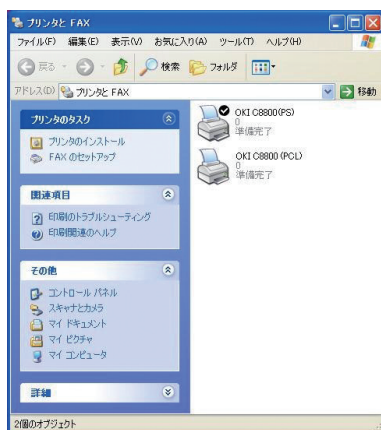 プリンタと FAX
ファイル(F) 編集(E) 表示(V) お気に入り(A) ツール(T) ヘルプ(H)
戻る 検索 フォルダ
アドレス(D) プリンタと FAX 移動
プリンタのタスク
プリンタのインストール
FAX のセットアップ
関連項目
印刷のトラブルシューティング
印刷関連のヘルプ
その他
コントロール パネル
スキャナとカメラ
マイ ドキュメント
マイ ピクチャ
マイ コンピュータ
詳細
OKI C8800(PS)
0
準備完了
OKI C8800 (PCL)
0
準備完了
2個のオブジェクト